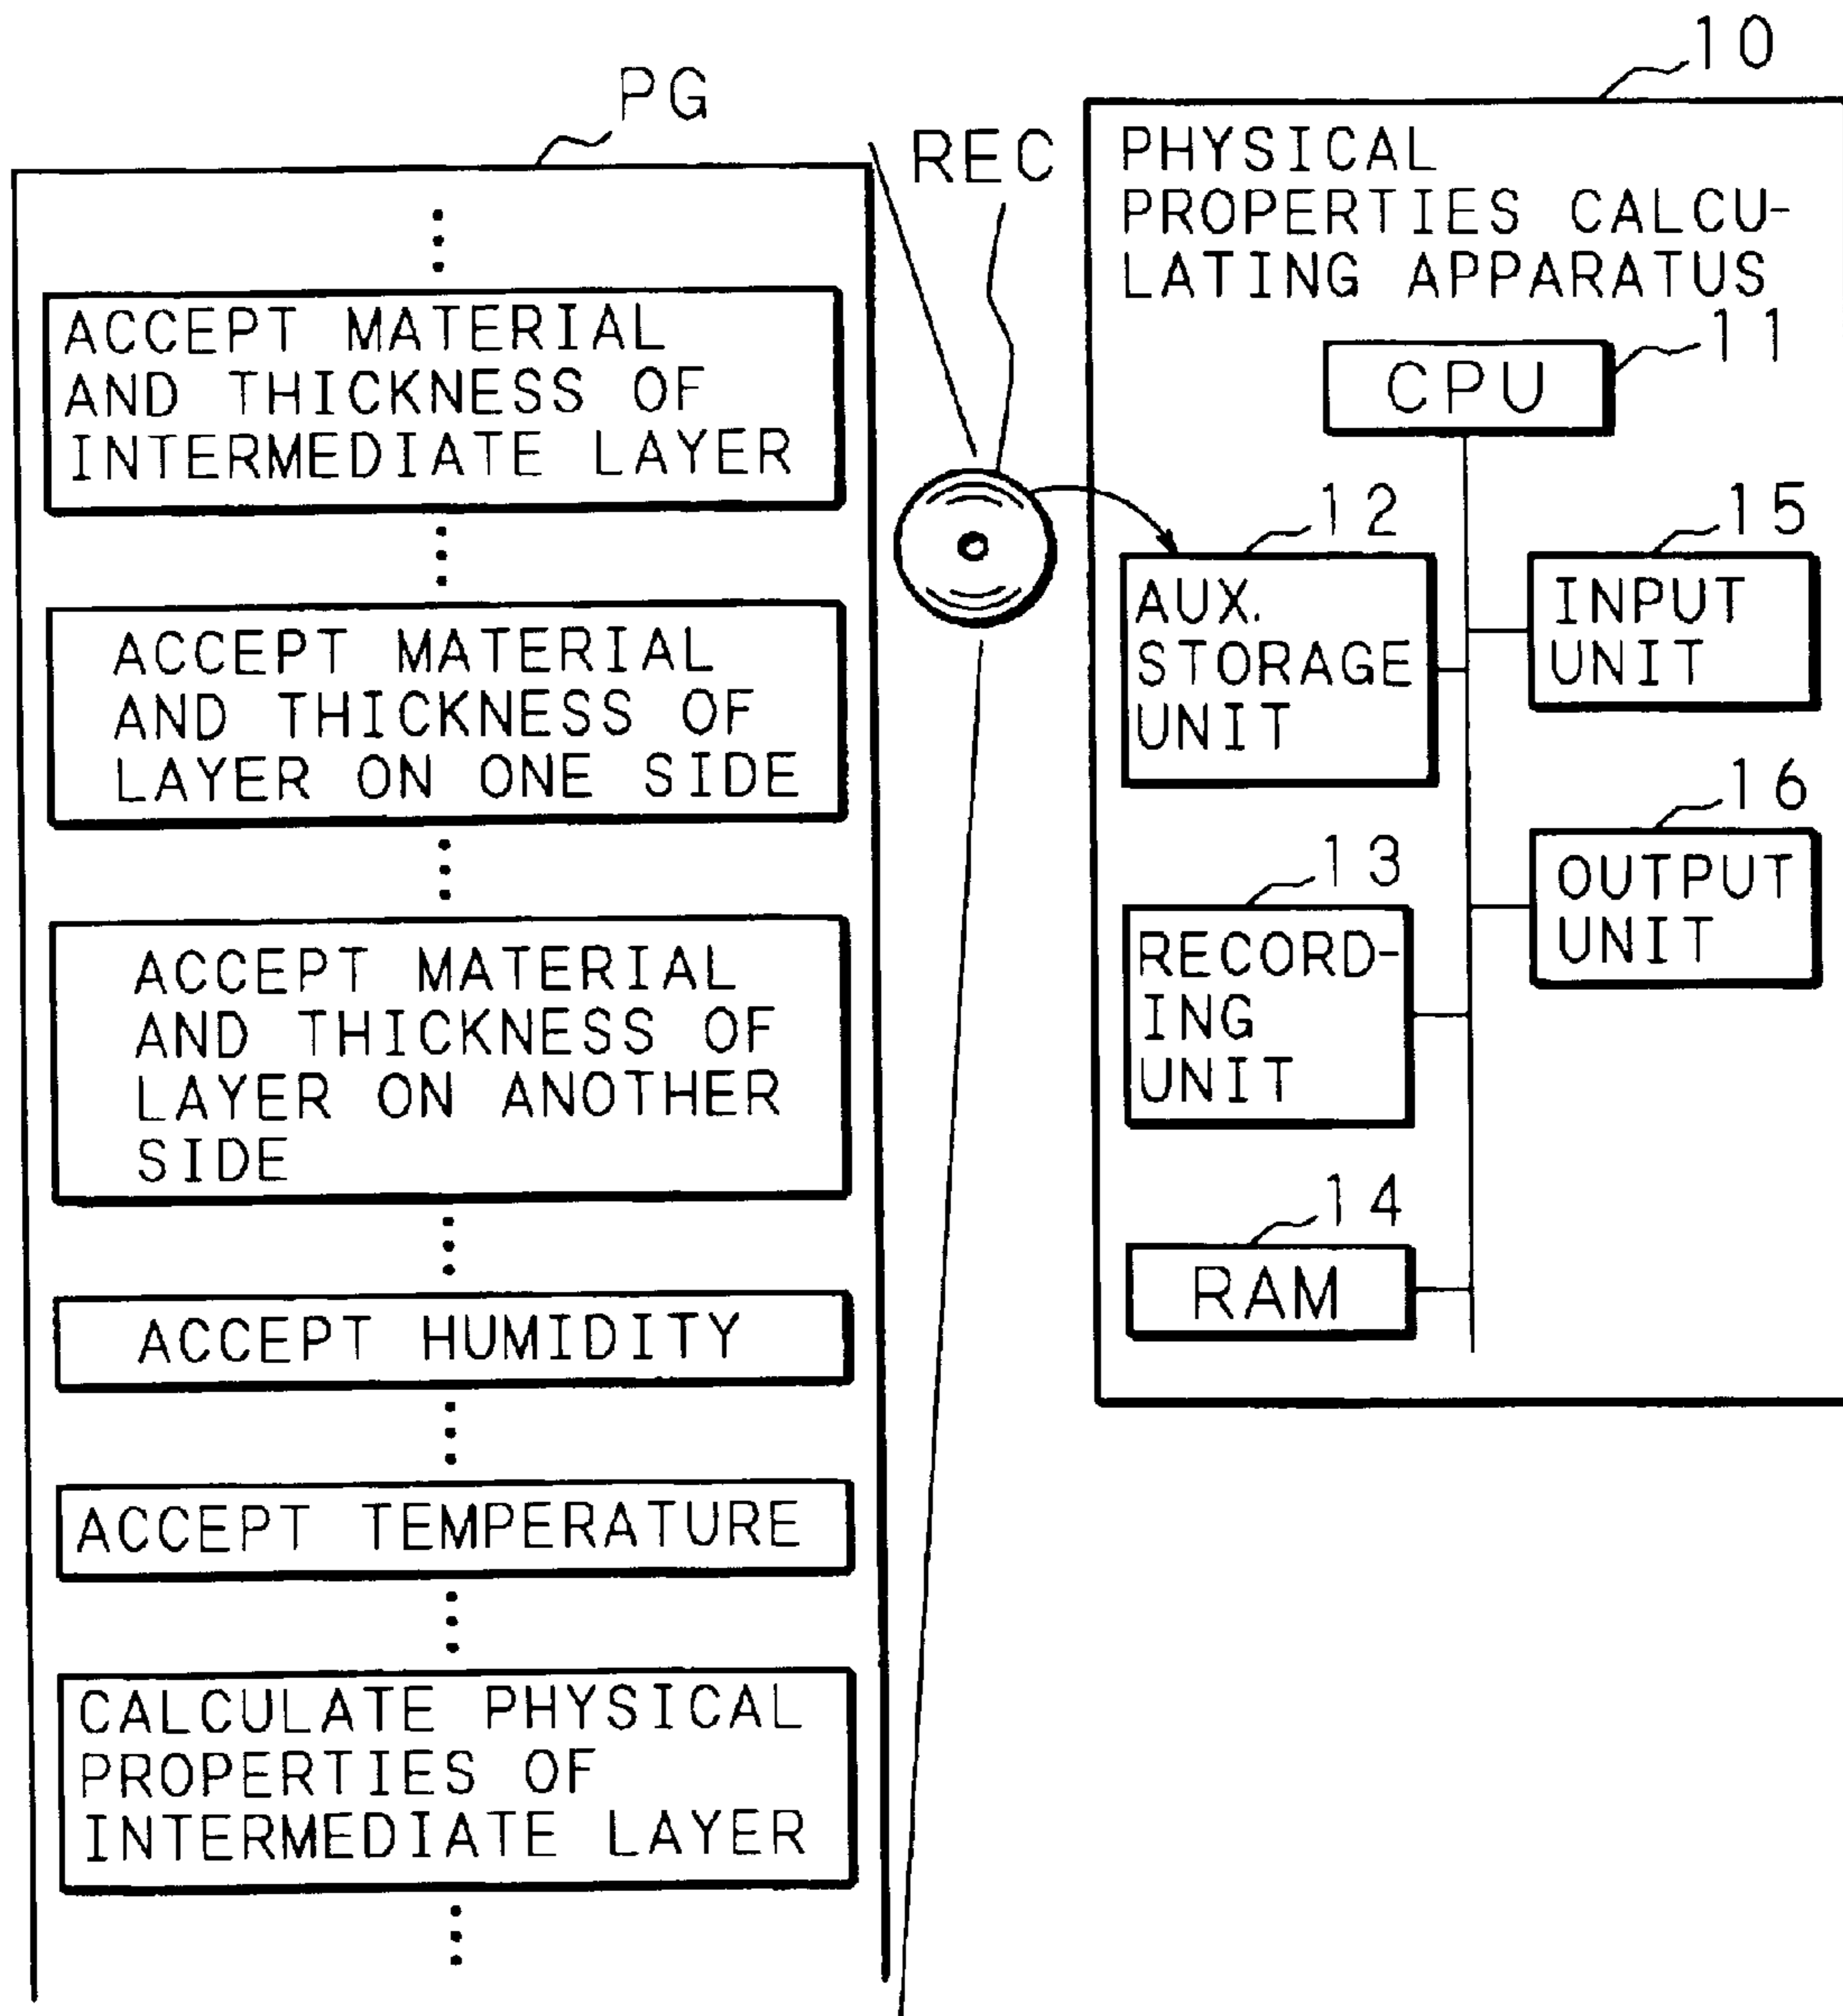 PG
ACCEPT MATERIAL
AND THICKNESS OF
INTERMEDIATE LAYER
ACCEPT MATERIAL
AND THICKNESS OF
LAYER ON ONE SIDE
ACCEPT MATERIAL
AND THICKNESS OF
LAYER ON ANOTHER
SIDE
ACCEPT HUMIDITY
ACCEPT TEMPERATURE
CALCULATE PHYSICAL
PROPERTIES OF
INTERMEDIATE LAYER
REC
10
PHYSICAL
PROPERTIES CALCU-
LATING APPARATUS
11
CPU
12
AUX.
STORAGE
UNIT
15
INPUT
UNIT
13
RECORD-
ING
UNIT
16
OUTPUT
UNIT
14
RAM